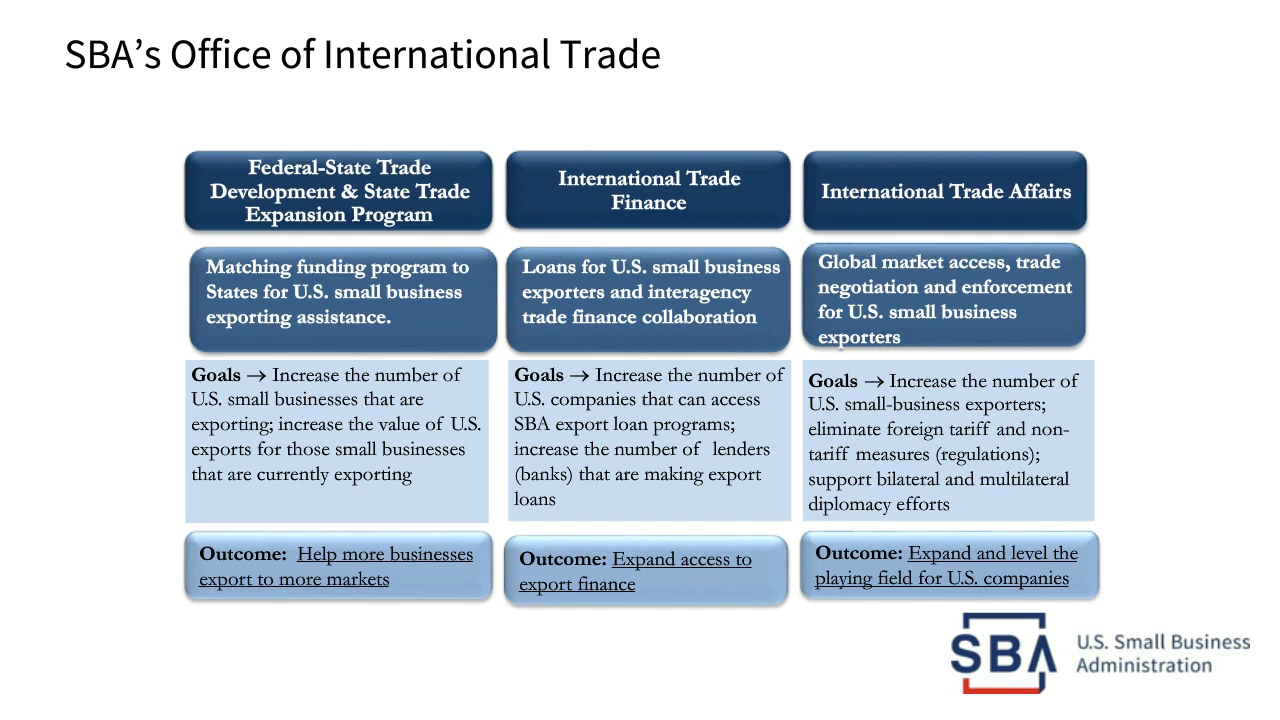 SBA’s Office of International Trade
Federal-State Trade
Development & State Trade
Expansion Program
Matching funding program to
States for U.S. small business
exporting assistance.
Goals → Increase the number of
U.S. small businesses that are
exporting; increase the value of U.S.
exports for those small businesses
that are currently exporting
Outcome: Help more businesses
export to more markets
International Trade
Finance
Loans for U.S. small business
exporters and interagency
trade finance collaboration
Goals → Increase the number of
U.S. companies that can access
SBA export loan programs;
increase the number of lenders
(banks) that are making export
loans
Outcome: Expand access to
export finance
International Trade Affairs
Global market access, trade
negotiation and enforcement
for U.S. small business
exporters
Goals → Increase the number of
U.S. small-business exporters;
eliminate foreign tariff and non-
tariff measures (regulations);
support bilateral and multilateral
diplomacy efforts
Outcome: Expand and level the
playing field for U.S. companies
SBA
U.S. Small Business
Administration